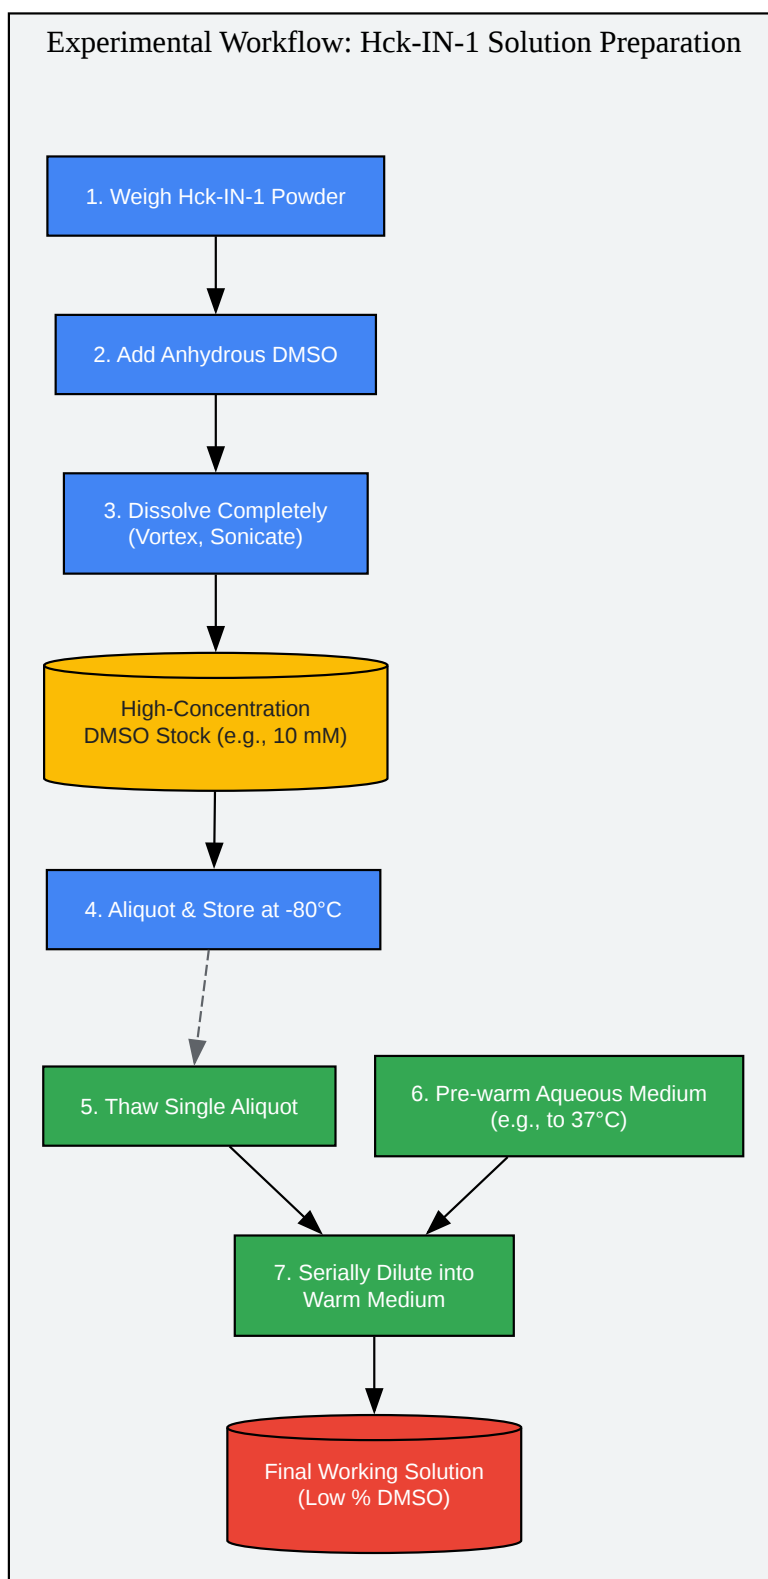 Experimental Workflow: Hck-IN-1 Solution Preparation
1. Weigh Hck-IN-1 Powder
2. Add Anhydrous DMSO
3. Dissolve Completely
(Vortex, Sonicate)
High-Concentration
DMSO Stock (e.g., 10 mM)
4. Aliquot & Store at -80°C
5. Thaw Single Aliquot
6. Pre-warm Aqueous Medium
(e.g., to 37°C)
7. Serially Dilute into
Warm Medium
Final Working Solution
(Low % DMSO)